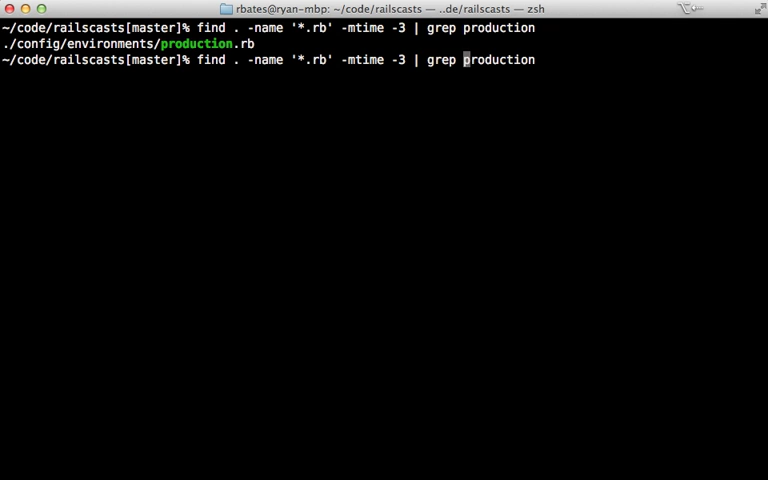 rbates@ryan-mbp: ~/code/railscasts — ..de/railscasts — zsh
~/code/railscasts[master]% find . -name '*.rb' -mtime -3 | grep production
./config/environments/production.rb
~/code/railscasts[master]% find . -name '*.rb' -mtime -3 | grep production